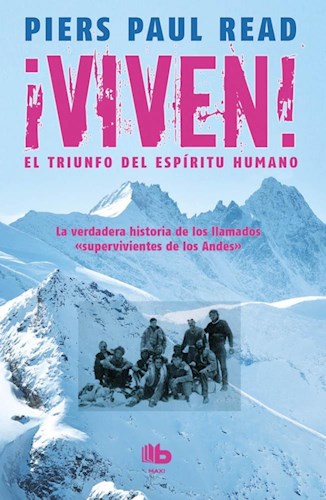 PIERS PAUL READ
¡VIVEN!
EL TRIUNFO DEL ESPÍRITU HUMANO
La verdadera historia de los llamados
«supervivientes de los Andes»
b
MAXI